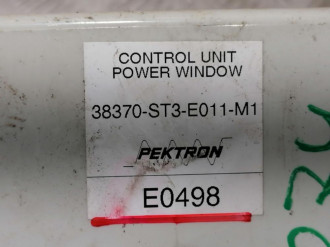 CONTROL UNIT
POWER WINDOW
38370-ST3-E011-M1
PEKTRON
E0498